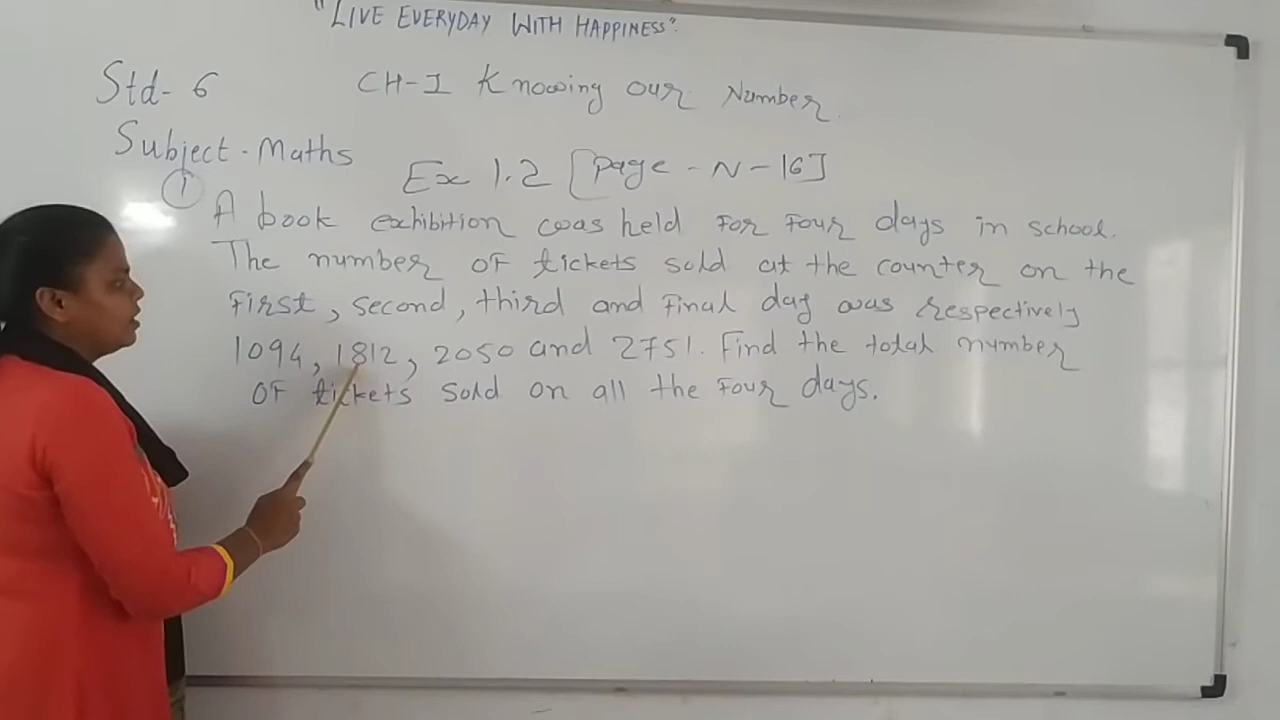 "LIVE EVERYDAY WITH HAPPINESS".
Std- 6
CH-I Knowing our Number.
Subject - Maths
Ex 1.2 [Page - N - 16]
① A book exhibition was held For Four days in school.
The number of tickets sold at the counter on the
First, second, third and Final day was respectively
1094, 1812, 2050 and 2751. Find the total number
OF tickets sold on all the Four days.